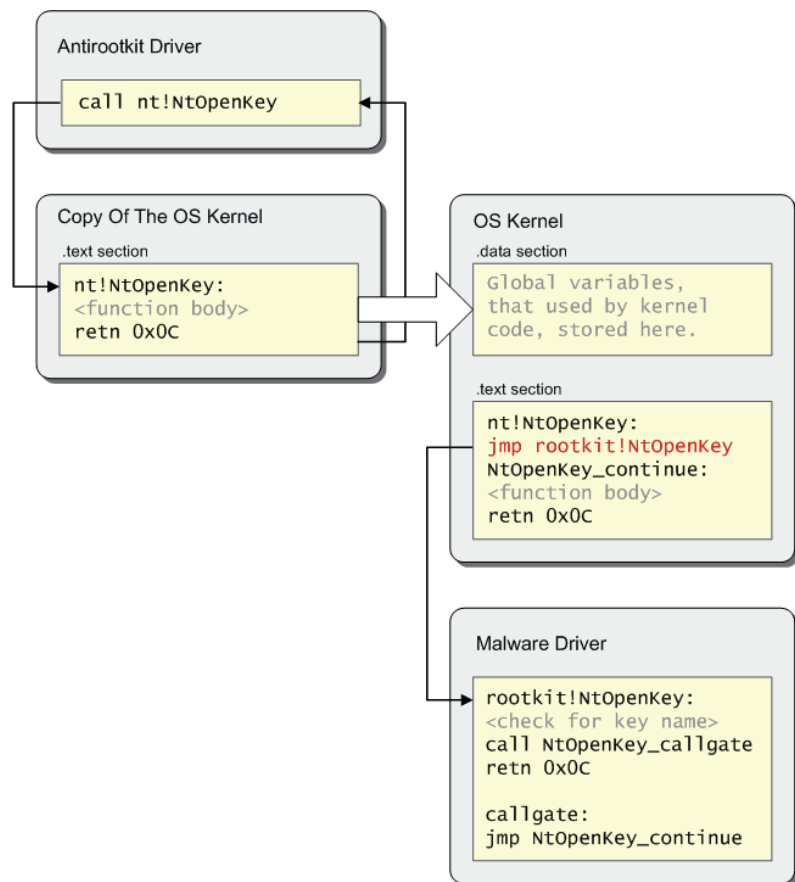 Antirootkit Driver
call nt!NtOpenKey
Copy Of The OS Kernel
.text section
nt!NtOpenKey:
<function body>
retn 0x0C
OS Kernel
.data section
Global variables,
that used by kernel
code, stored here.
.text section
nt!NtOpenKey:
jmp rootkit!NtOpenKey
NtOpenKey_continue:
<function body>
retn 0x0C
Malware Driver
rootkit!NtOpenKey:
<check for key name>
call NtOpenKey_callgate
retn 0x0C
callgate:
jmp NtOpenKey_continue